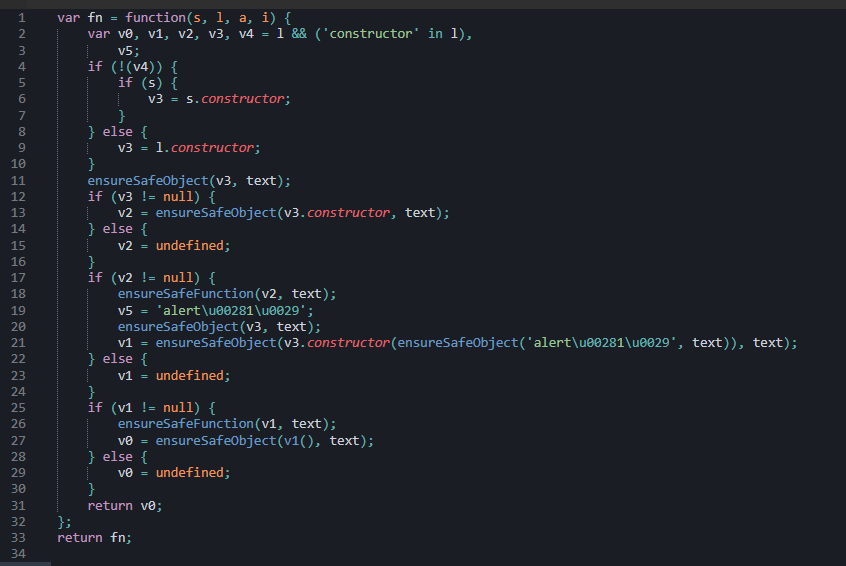 1 var fn = function(s, l, a, i) {
2 var v0, v1, v2, v3, v4 = l && ('constructor' in l),
3 v5;
4 if (!(v4)) {
5 if (s) {
6 v3 = s.constructor;
7 }
8 } else {
9 v3 = l.constructor;
10 }
11 ensureSafeObject(v3, text);
12 if (v3 != null) {
13 v2 = ensureSafeObject(v3.constructor, text);
14 } else {
15 v2 = undefined;
16 }
17 if (v2 != null) {
18 ensureSafeFunction(v2, text);
19 v5 = 'alert\u00281\u0029';
20 ensureSafeObject(v3, text);
21 v1 = ensureSafeObject(v3.constructor(ensureSafeObject('alert\u00281\u0029', text)), text);
22 } else {
23 v1 = undefined;
24 }
25 if (v1 != null) {
26 ensureSafeFunction(v1, text);
27 v0 = ensureSafeObject(v1(), text);
28 } else {
29 v0 = undefined;
30 }
31 return v0;
32 };
33 return fn;
34